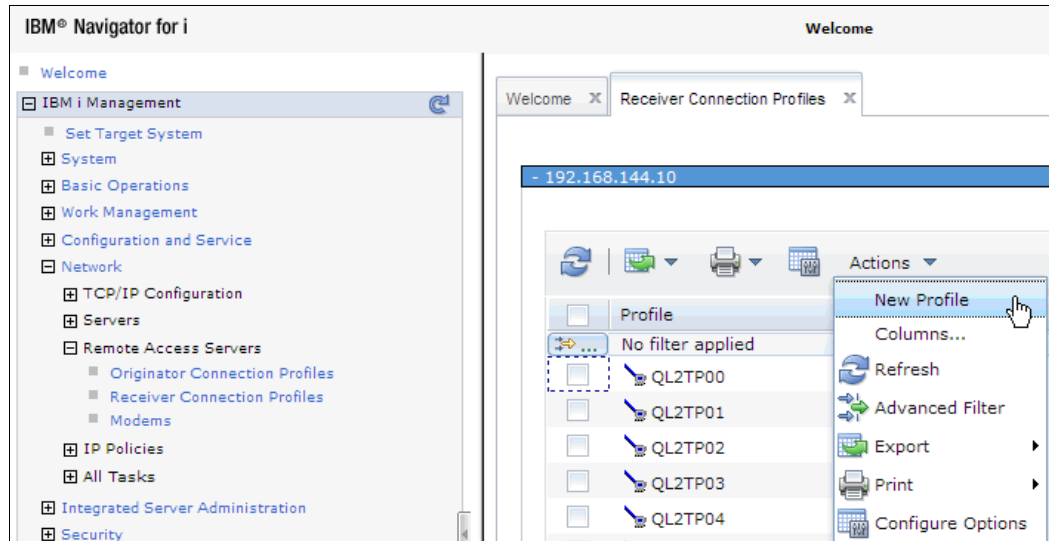 IBM® Navigator for i
Welcome
Welcome
IBM i Management
Set Target System
System
Basic Operations
Work Management
Configuration and Service
Network
TCP/IP Configuration
Servers
Remote Access Servers
Originator Connection Profiles
Receiver Connection Profiles
Modems
IP Policies
All Tasks
Integrated Server Administration
Security
Welcome X
Receiver Connection Profiles X
- 192.168.144.10
Actions
Profile
... No filter applied
QL2TP00
QL2TP01
QL2TP02
QL2TP03
QL2TP04
New Profile
Columns...
Refresh
Advanced Filter
Export
Print
Configure Options